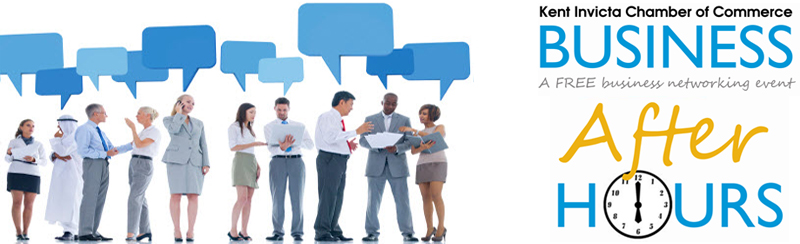 Kent Invicta Chamber of Commerce
BUSINESS
A FREE business networking event
After
HOURS